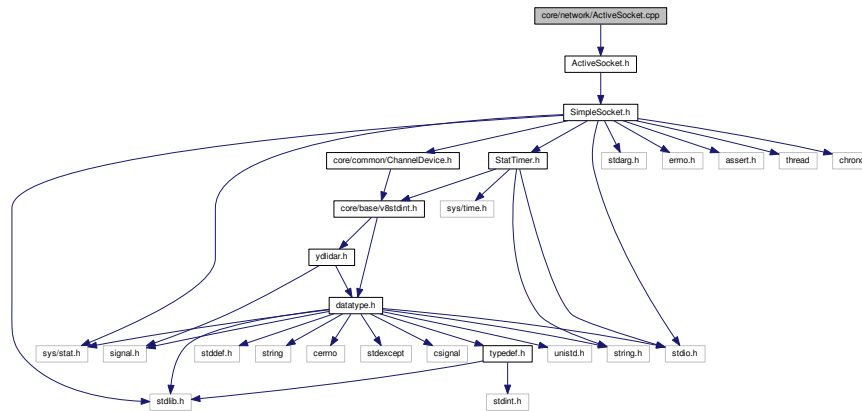 core/network/ActiveSocket.cpp
ActiveSocket.h
SimpleSocket.h
core/common/ChannelDevice.h
StatTimer.h
stdarg.h
errno.h
assert.h
thread
chrono
core/base/v8stdint.h
sys/time.h
ydlidar.h
datatype.h
sys/stat.h
signal.h
stddef.h
string
cerrno
stdexcept
csignal
typedef.h
unistd.h
string.h
stdio.h
stdlib.h
stdint.h